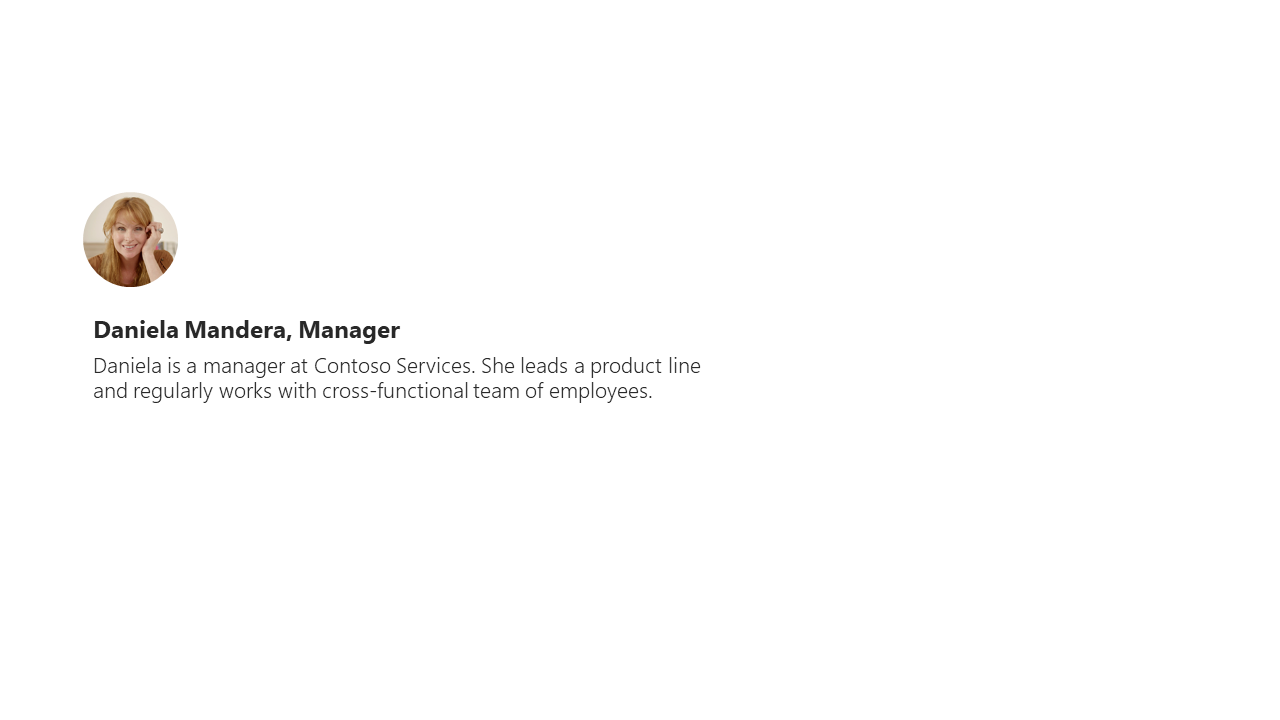 Daniela Mandera, Manager
Daniela is a manager at Contoso Services. She leads a product line
and regularly works with cross-functional team of employees.